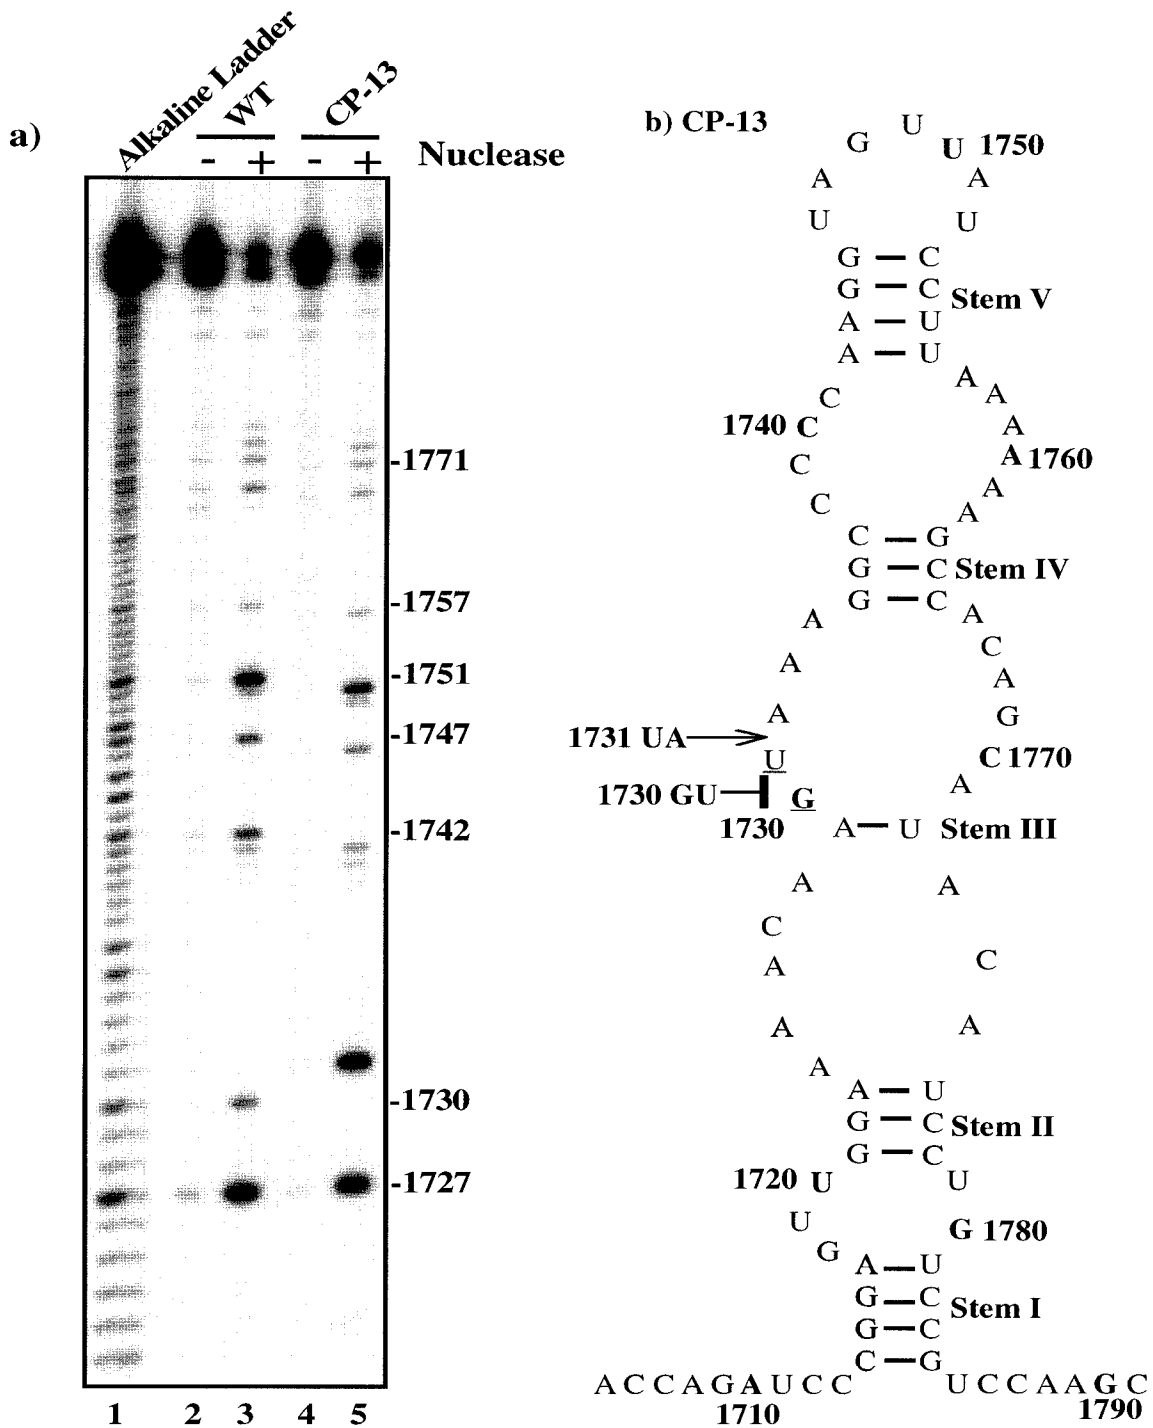 a)
Alkaline Ladder
WT
CP-13
- + - + Nuclease
-1771
-1757
-1751
-1747
-1742
-1730
-1727
1 2 3 4 5
b) CP-13
U
G U 1750
A A
U U
G C
G C Stem V
A U
A U
A
C A
1740 C A
C A 1760
A
C A
C G
G C Stem IV
G C
A A
C
A A
A G
1731 UA
U C 1770
1730 GU G A
1730 A U Stem III
A A
C
A C
A A
A
A U
G C Stem II
G C
1720 U U
U G 1780
G
A U
G C Stem I
G C
C G
A C C A G A U C C U C C A A G C
1710 1790